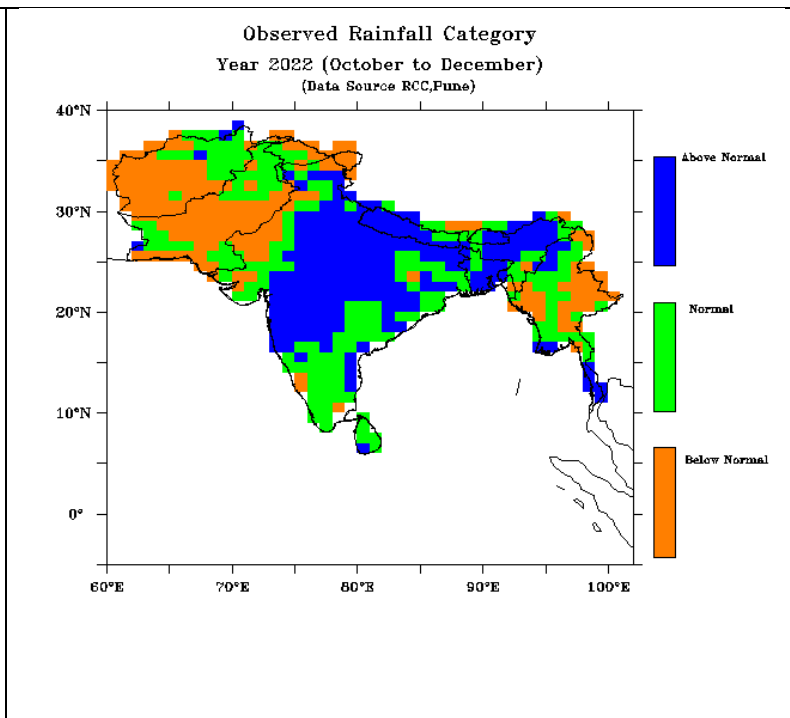 Observed Rainfall Category
Year 2022 (October to December)
(Data Source RCC,Pune)
40°N
30°N
20°N
10°N
0°
60°E
70°E
80°E
90°E
100°E
Above Normal
Normal
Below Normal